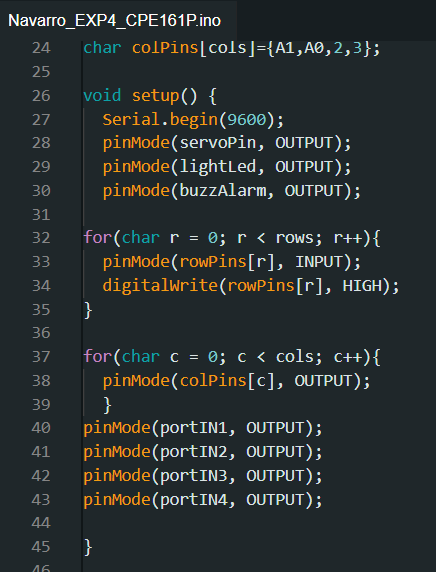 Navarro_EXP4_CPE161P.ino
24 char colPins[cols]={A1,A0,2,3};
25
26 void setup() {
27   Serial.begin(9600);
28   pinMode(servoPin, OUTPUT);
29   pinMode(lightLed, OUTPUT);
30   pinMode(buzzAlarm, OUTPUT);
31
32 for(char r = 0; r < rows; r++){
33   pinMode(rowPins[r], INPUT);
34   digitalWrite(rowPins[r], HIGH);
35 }
36
37 for(char c = 0; c < cols; c++){
38   pinMode(colPins[c], OUTPUT);
39   }
40 pinMode(portIN1, OUTPUT);
41 pinMode(portIN2, OUTPUT);
42 pinMode(portIN3, OUTPUT);
43 pinMode(portIN4, OUTPUT);
44
45 }
46